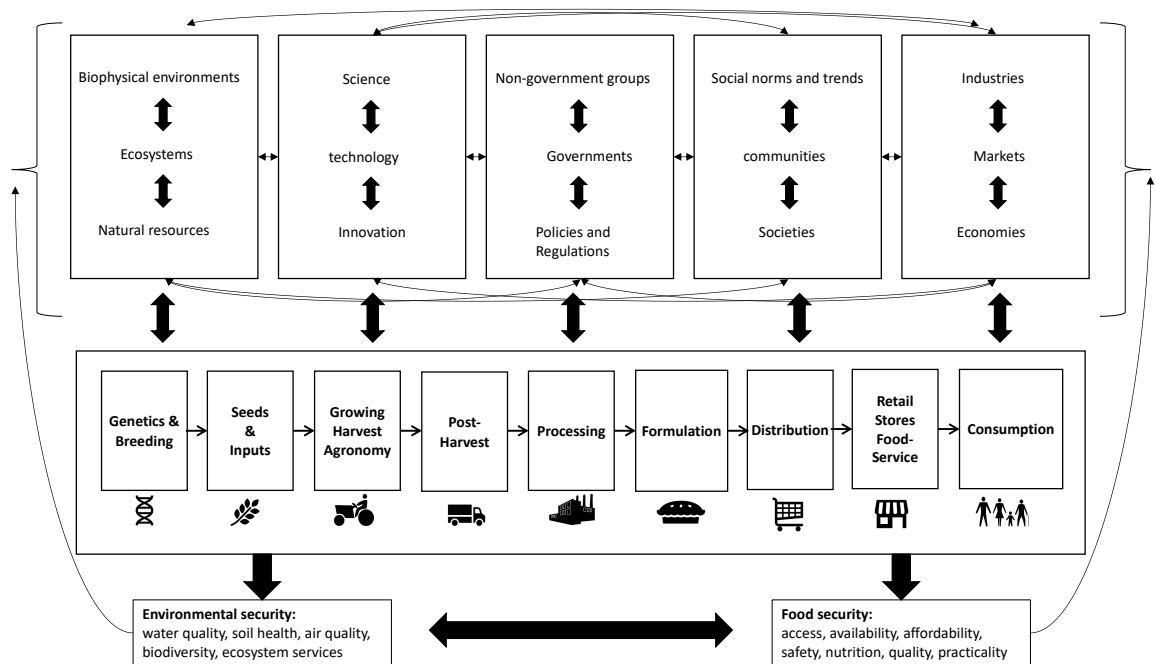 Biophysical environments
Ecosystems
Natural resources
Science
technology
Innovation
Non-government groups
Governments
Policies and
Regulations
Social norms and trends
communities
Societies
Industries
Markets
Economies
Genetics &
Breeding
Seeds
&
Inputs
Growing
Harvest
Agronomy
Post-
Harvest
Processing
Formulation
Distribution
Retail
Stores
Food-
Service
Consumption
Environmental security:
water quality, soil health, air quality,
biodiversity, ecosystem services
Food security:
access, availability, affordability,
safety, nutrition, quality, practicality